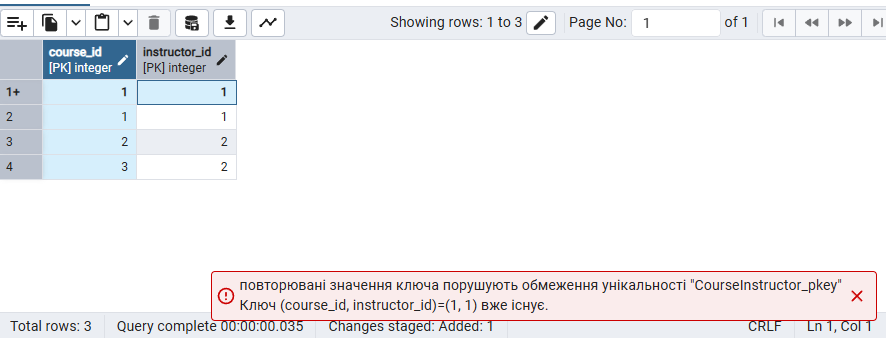 Showing rows: 1 to 3 Page No: 1 of 1
course_id instructor_id
[PK] integer [PK] integer
1+ 1 1
2 1 1
3 2 2
4 3 2
повторювані значення ключа порушують обмеження унікальності "CourseInstructor_pkey"
Ключ (course_id, instructor_id)=(1, 1) вже існує.
Total rows: 3 Query complete 00:00:00.035 Changes staged: Added: 1 CRLF Ln 1, Col 1